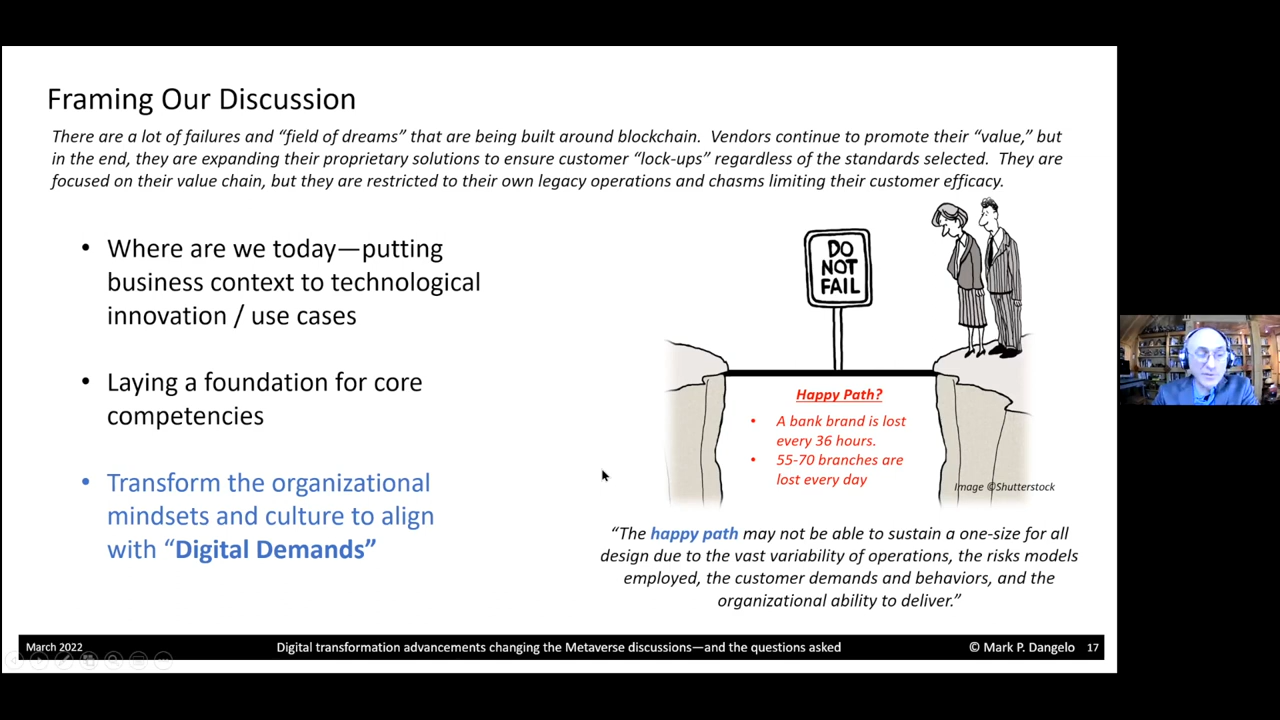 Framing Our Discussion
There are a lot of failures and “field of dreams” that are being built around blockchain.  Vendors continue to promote their “value,” but
in the end, they are expanding their proprietary solutions to ensure customer “lock-ups” regardless of the standards selected.  They are
focused on their value chain, but they are restricted to their own legacy operations and chasms limiting their customer efficacy.
• Where are we today—putting
business context to technological
innovation / use cases
• Laying a foundation for core
competencies
• Transform the organizational
mindsets and culture to align
with “Digital Demands”
DO
NOT
FAIL
Happy Path?
• A bank brand is lost
every 36 hours.
• 55-70 branches are
lost every day
Image ©Shutterstock
“The happy path may not be able to sustain a one-size for all
design due to the vast variability of operations, the risks models
employed, the customer demands and behaviors, and the
organizational ability to deliver.”
March 2022
Digital transformation advancements changing the Metaverse discussions—and the questions asked
© Mark P. Dangelo 17